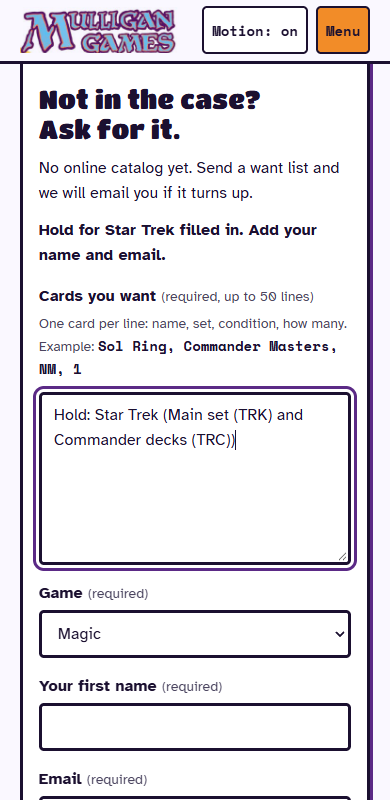 MULLIGAN
GAMES
Motion: on
Menu
Not in the case?
Ask for it.
No online catalog yet. Send a want list and
we will email you if it turns up.
Hold for Star Trek filled in. Add your
name and email.
Cards you want (required, up to 50 lines)
One card per line: name, set, condition, how many.
Example: Sol Ring, Commander Masters,
NM, 1
Hold: Star Trek (Main set (TRK) and
Commander decks (TRC))
Game (required)
Magic
Your first name (required)
Email (required)